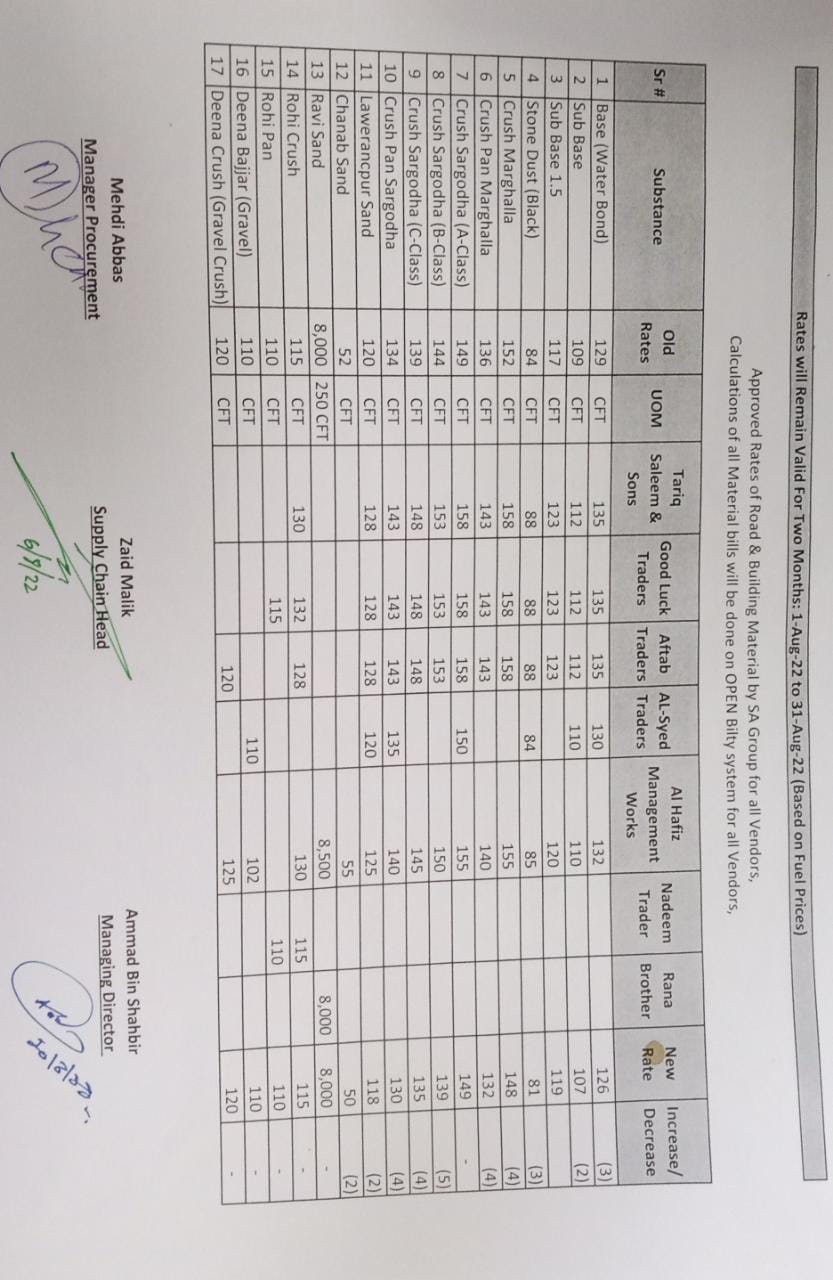 Rates will Remain Valid For Two Months: 1-Aug-22 to 31-Aug-22 (Based on Fuel Prices)
Approved Rates of Road & Building Material by SA Group for all Vendors,
Calculations of all Material bills will be done on OPEN Bilty system for all Vendors,
Sr # Substance Old Rates UOM Tariq Saleem & Sons Good Luck Traders Aftab Traders AL-Syed Traders Al Hafiz Management Works Nadeem Trader Rana Brother New Rate Increase/ Decrease
1 Base (Water Bond) 129 CFT 135 135 135 130 132 126 (3)
2 Sub Base 109 CFT 112 112 112 110 110 107 (2)
3 Sub Base 1.5 117 CFT 123 123 123 120 119
4 Stone Dust (Black) 84 CFT 88 88 88 84 85 81 (3)
5 Crush Marghalla 152 CFT 158 158 158 155 148 (4)
6 Crush Pan Marghalla 136 CFT 143 143 143 140 132 (4)
7 Crush Sargodha (A-Class) 149 CFT 158 158 158 150 155 149 -
8 Crush Sargodha (B-Class) 144 CFT 153 153 153 150 139 (5)
9 Crush Sargodha (C-Class) 139 CFT 148 148 148 145 135 (4)
10 Crush Pan Sargodha 134 CFT 143 143 143 135 140 130 (4)
11 Lawerancpur Sand 120 CFT 128 128 128 120 125 118 (2)
12 Chanab Sand 52 CFT 55 50 (2)
13 Ravi Sand 8,000 250 CFT 8,500 8,000 8,000 -
14 Rohi Crush 115 CFT 130 132 128 130 115 115 -
15 Rohi Pan 110 CFT 115 110 110 -
16 Deena Bajjar (Gravel) 110 CFT 110 102 110 -
17 Deena Crush (Gravel Crush) 120 CFT 120 125 120 -
Mehdi Abbas Zaid Malik Ammad Bin Shahbir
Manager Procurement Supply Chain Head Managing Director